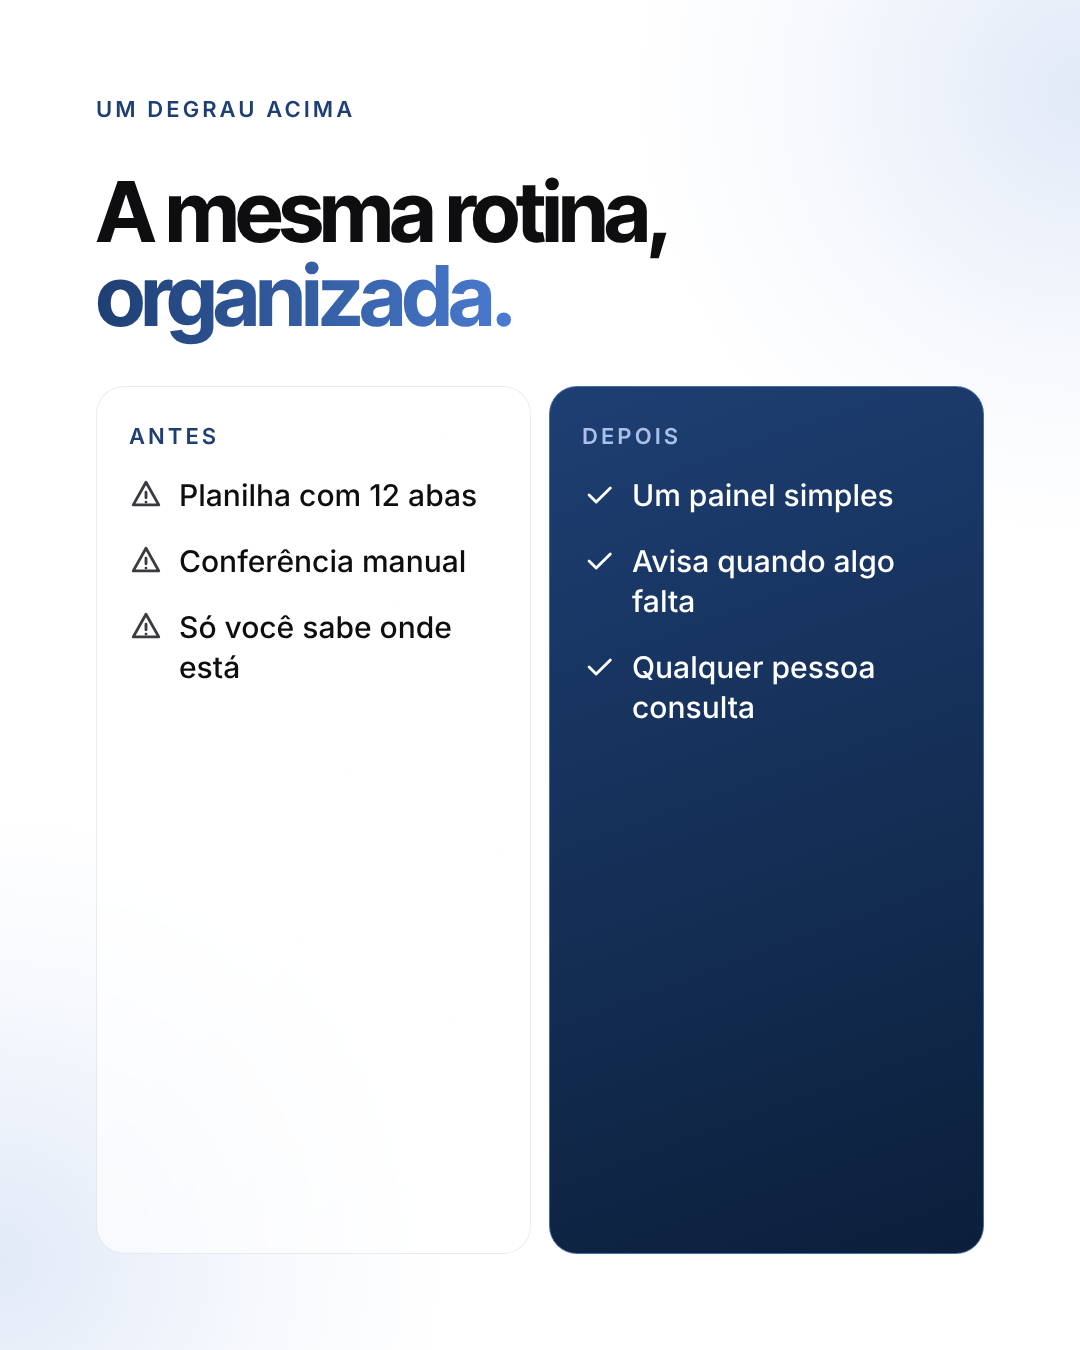 UM DEGRAU ACIMA
A mesma rotina,
organizada.
ANTES
Planilha com 12 abas
Conferência manual
Só você sabe onde
está
DEPOIS
Um painel simples
Avisa quando algo
falta
Qualquer pessoa
consulta